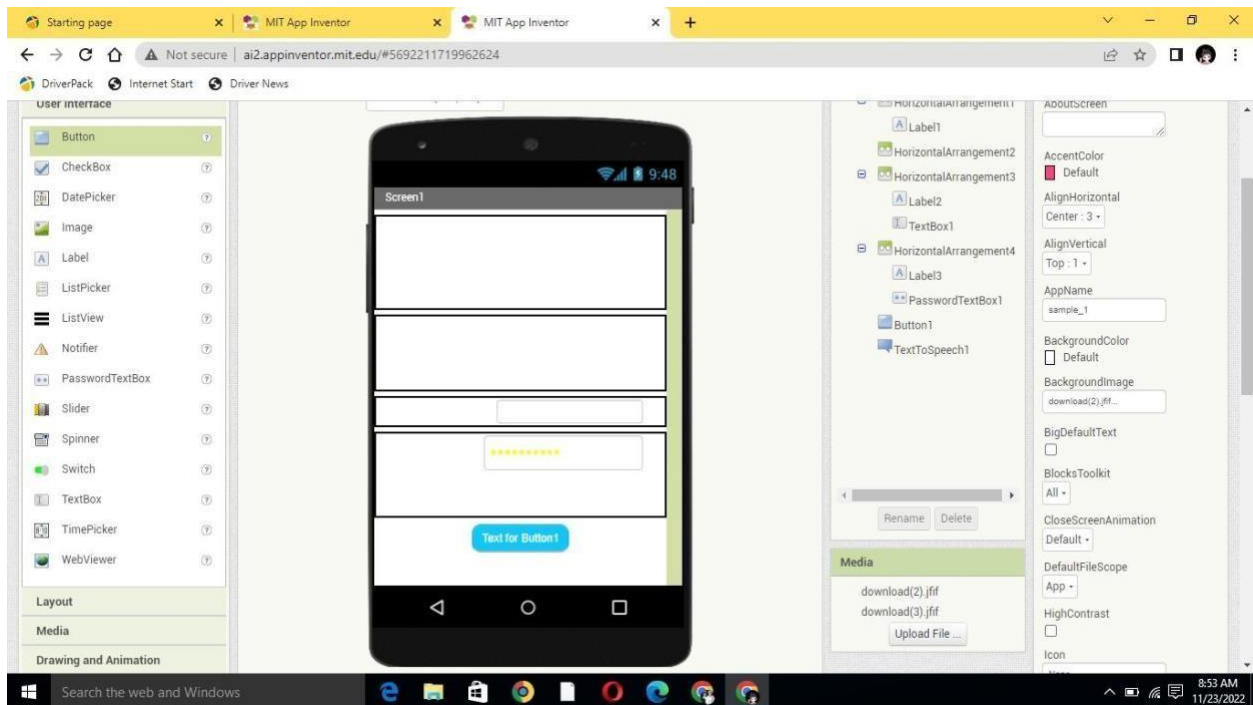 Starting page
MIT App Inventor
MIT App Inventor
Not secure
ai2.appinventor.mit.edu/#5692211719962624
DriverPack
Internet Start
Driver News
User Interface
Button
CheckBox
DatePicker
Image
Label
ListPicker
ListView
Notifier
PasswordTextBox
Slider
Spinner
Switch
TextBox
TimePicker
WebViewer
Layout
Media
Drawing and Animation
9:48
Screen1
Text for Button1
HorizontalArrangement1
Label1
HorizontalArrangement2
HorizontalArrangement3
Label2
TextBox1
HorizontalArrangement4
Label3
PasswordTextBox1
Button1
TextToSpeech1
Rename
Delete
Media
download(2).jfif
download(3).jfif
Upload File ...
AboutScreen
AccentColor
Default
AlignHorizontal
Center : 3
AlignVertical
Top : 1
AppName
sample_1
BackgroundColor
Default
BackgroundImage
download(2).jfif...
BigDefaultText
BlocksToolkit
All
CloseScreenAnimation
Default
DefaultFileScope
App
HighContrast
Icon
Search the web and Windows
8:53 AM
11/23/2022